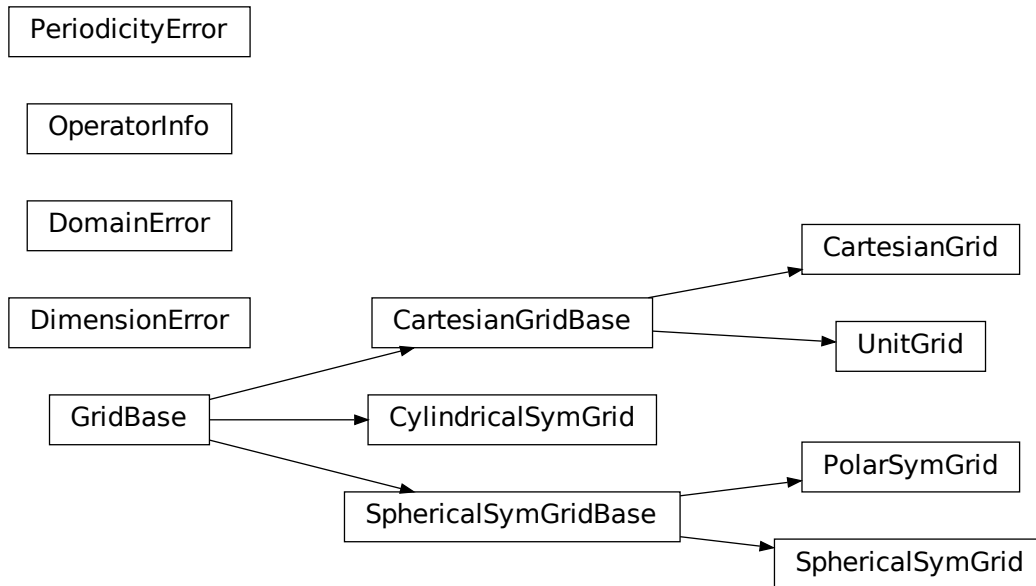 PeriodicityError
OperatorInfo
DomainError
DimensionError
GridBase
CartesianGridBase
CylindricalSymGrid
SphericalSymGridBase
CartesianGrid
UnitGrid
PolarSymGrid
SphericalSymGrid